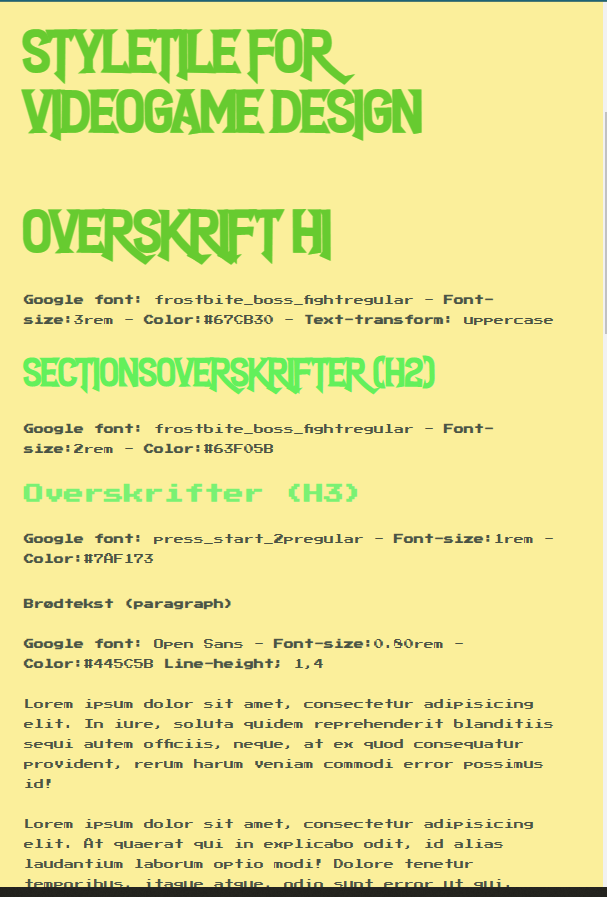 STYLETILE FOR
VIDEOGAME DESIGN
OVERSKRIFT H1
Google font: frostbite_boss_fightregular - Font-
size:3rem - Color:#67CB30 - Text-transform: uppercase
SECTIONSOVERSKRIFTER (H2)
Google font: frostbite_boss_fightregular - Font-
size:2rem - Color:#63F05B
Overskrifter (H3)
Google font: press_start_2pregular - Font-size:1rem -
Color:#7AF173
Brødtekst (paragraph)
Google font: Open Sans - Font-size:0.80rem -
Color:#445C5B Line-height; 1,4
Lorem ipsum dolor sit amet, consectetur adipisicing
elit. In iure, soluta quidem reprehenderit blanditiis
sequi autem officiis, neque, at ex quod consequatur
provident, rerum harum veniam commodi error possimus
id!
Lorem ipsum dolor sit amet, consectetur adipisicing
elit. At quaerat qui in explicabo odit, id alias
laudantium laborum optio modi! Dolore tenetur
temporibus, itaque atque, odio sunt error ut qui.